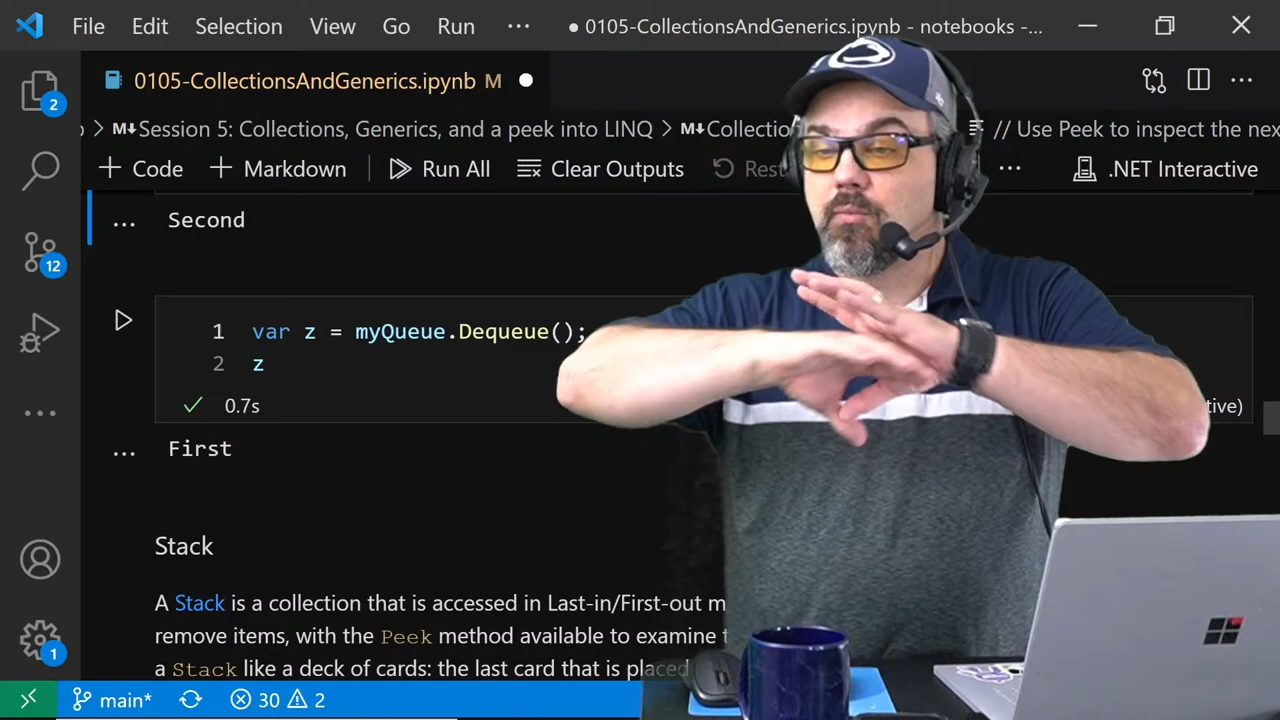 File Edit Selection View Go Run ··· ● 0105-CollectionsAndGenerics.ipynb - notebooks -...
0105-CollectionsAndGenerics.ipynb M ●
> M↓Session 5: Collections, Generics, and a peek into LINQ > M↓Collectio // Use Peek to inspect the nex
+ Code + Markdown Run All Clear Outputs Rest ··· .NET Interactive
2
... Second
12
1 var z = myQueue.Dequeue();
2 z
✓ 0.7s tive)
... First
Stack
A Stack is a collection that is accessed in Last-in/First-out m
remove items, with the Peek method available to examine t
1
a Stack like a deck of cards: the last card that is placed
main* 30 2